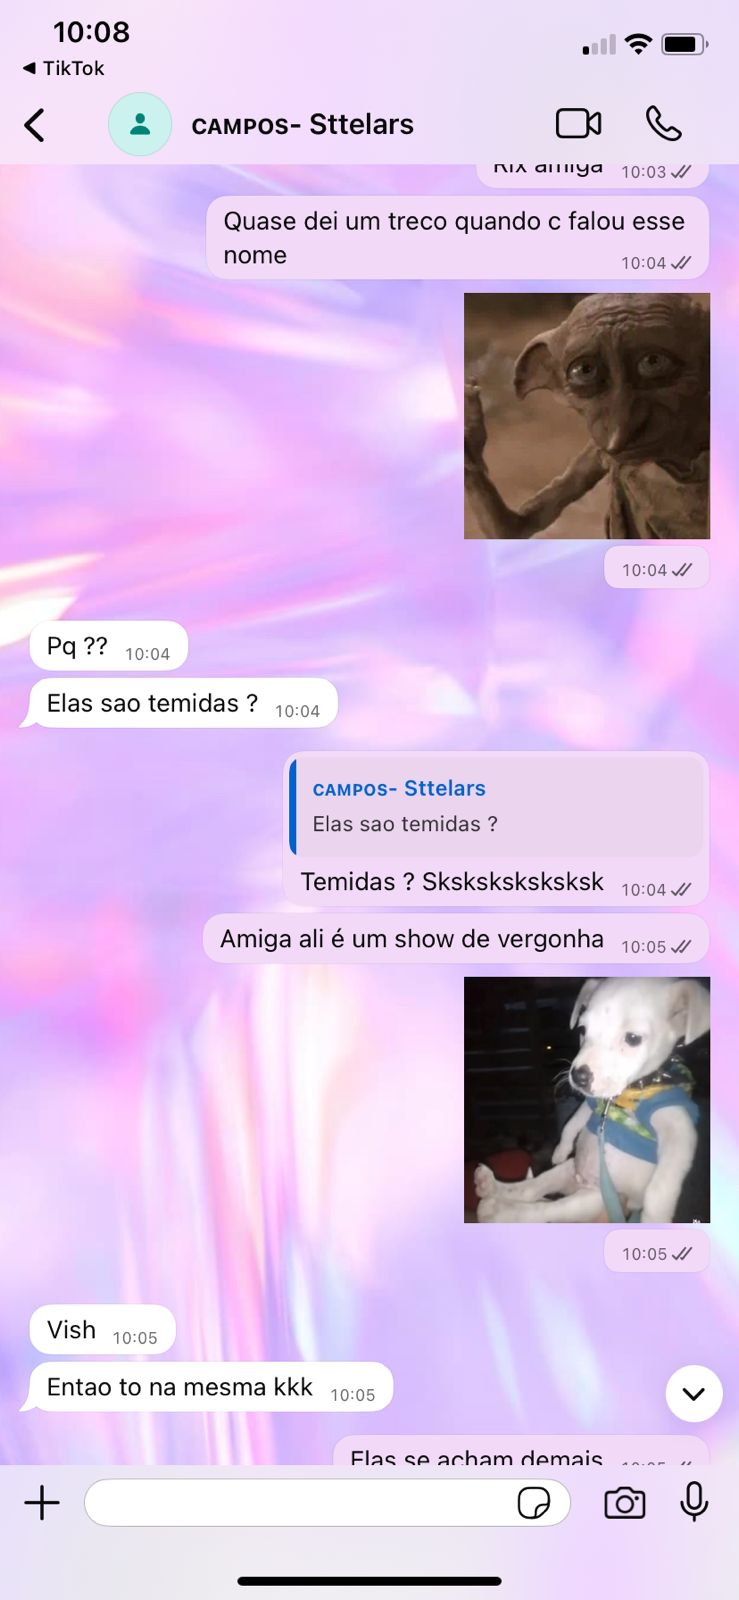 10:08
◀ TikTok
CAMPOS- Sttelars
Rix amiga 10:03
Quase dei um treco quando c falou esse
nome 10:04
10:04
Pq ?? 10:04
Elas sao temidas ? 10:04
CAMPOS- Sttelars
Elas sao temidas ?
Temidas ? Sksksksksksksk 10:04
Amiga ali é um show de vergonha 10:05
10:05
Vish 10:05
Entao to na mesma kkk 10:05
Elas se acham demais 10:05